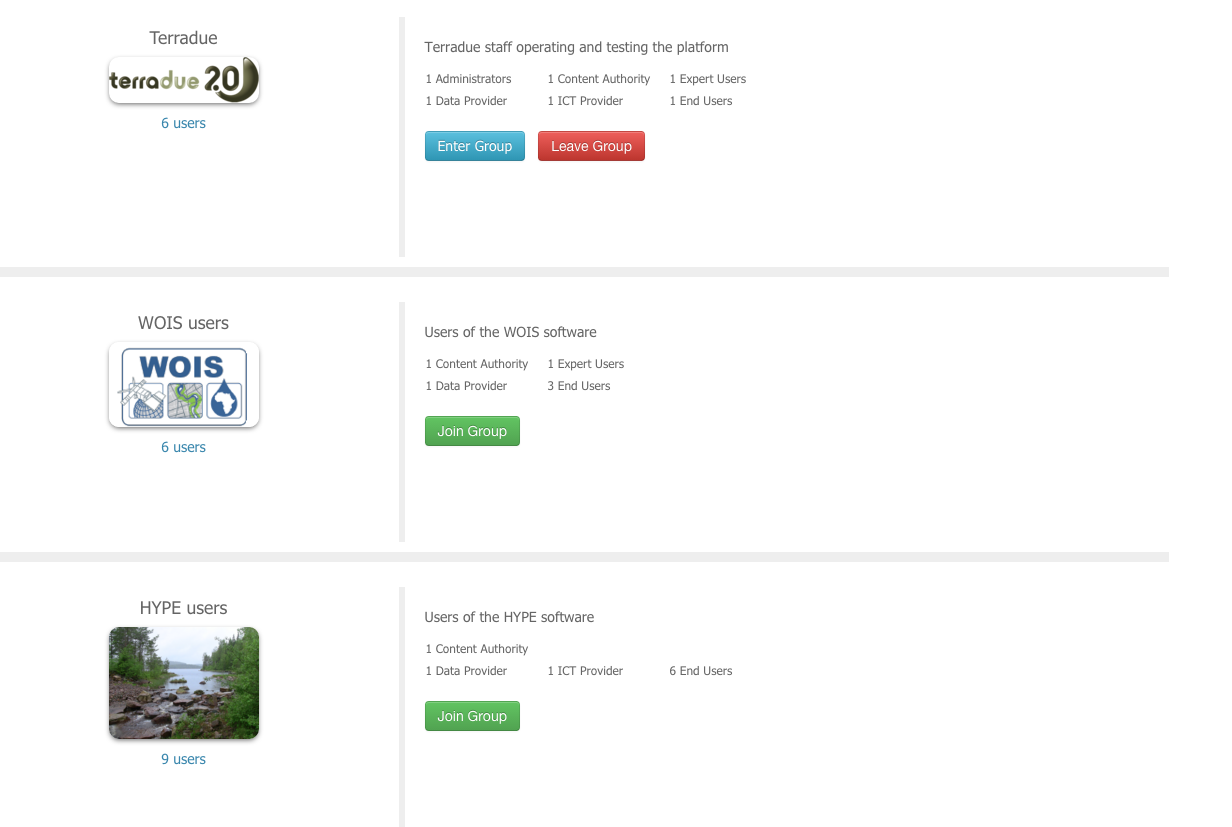 Terradue
terradue 2.0
6 users
Terradue staff operating and testing the platform
1 Administrators 1 Content Authority 1 Expert Users
1 Data Provider 1 ICT Provider 1 End Users
Enter Group Leave Group
WOIS users
WOIS
6 users
Users of the WOIS software
1 Content Authority 1 Expert Users
1 Data Provider 3 End Users
Join Group
HYPE users
9 users
Users of the HYPE software
1 Content Authority
1 Data Provider 1 ICT Provider 6 End Users
Join Group